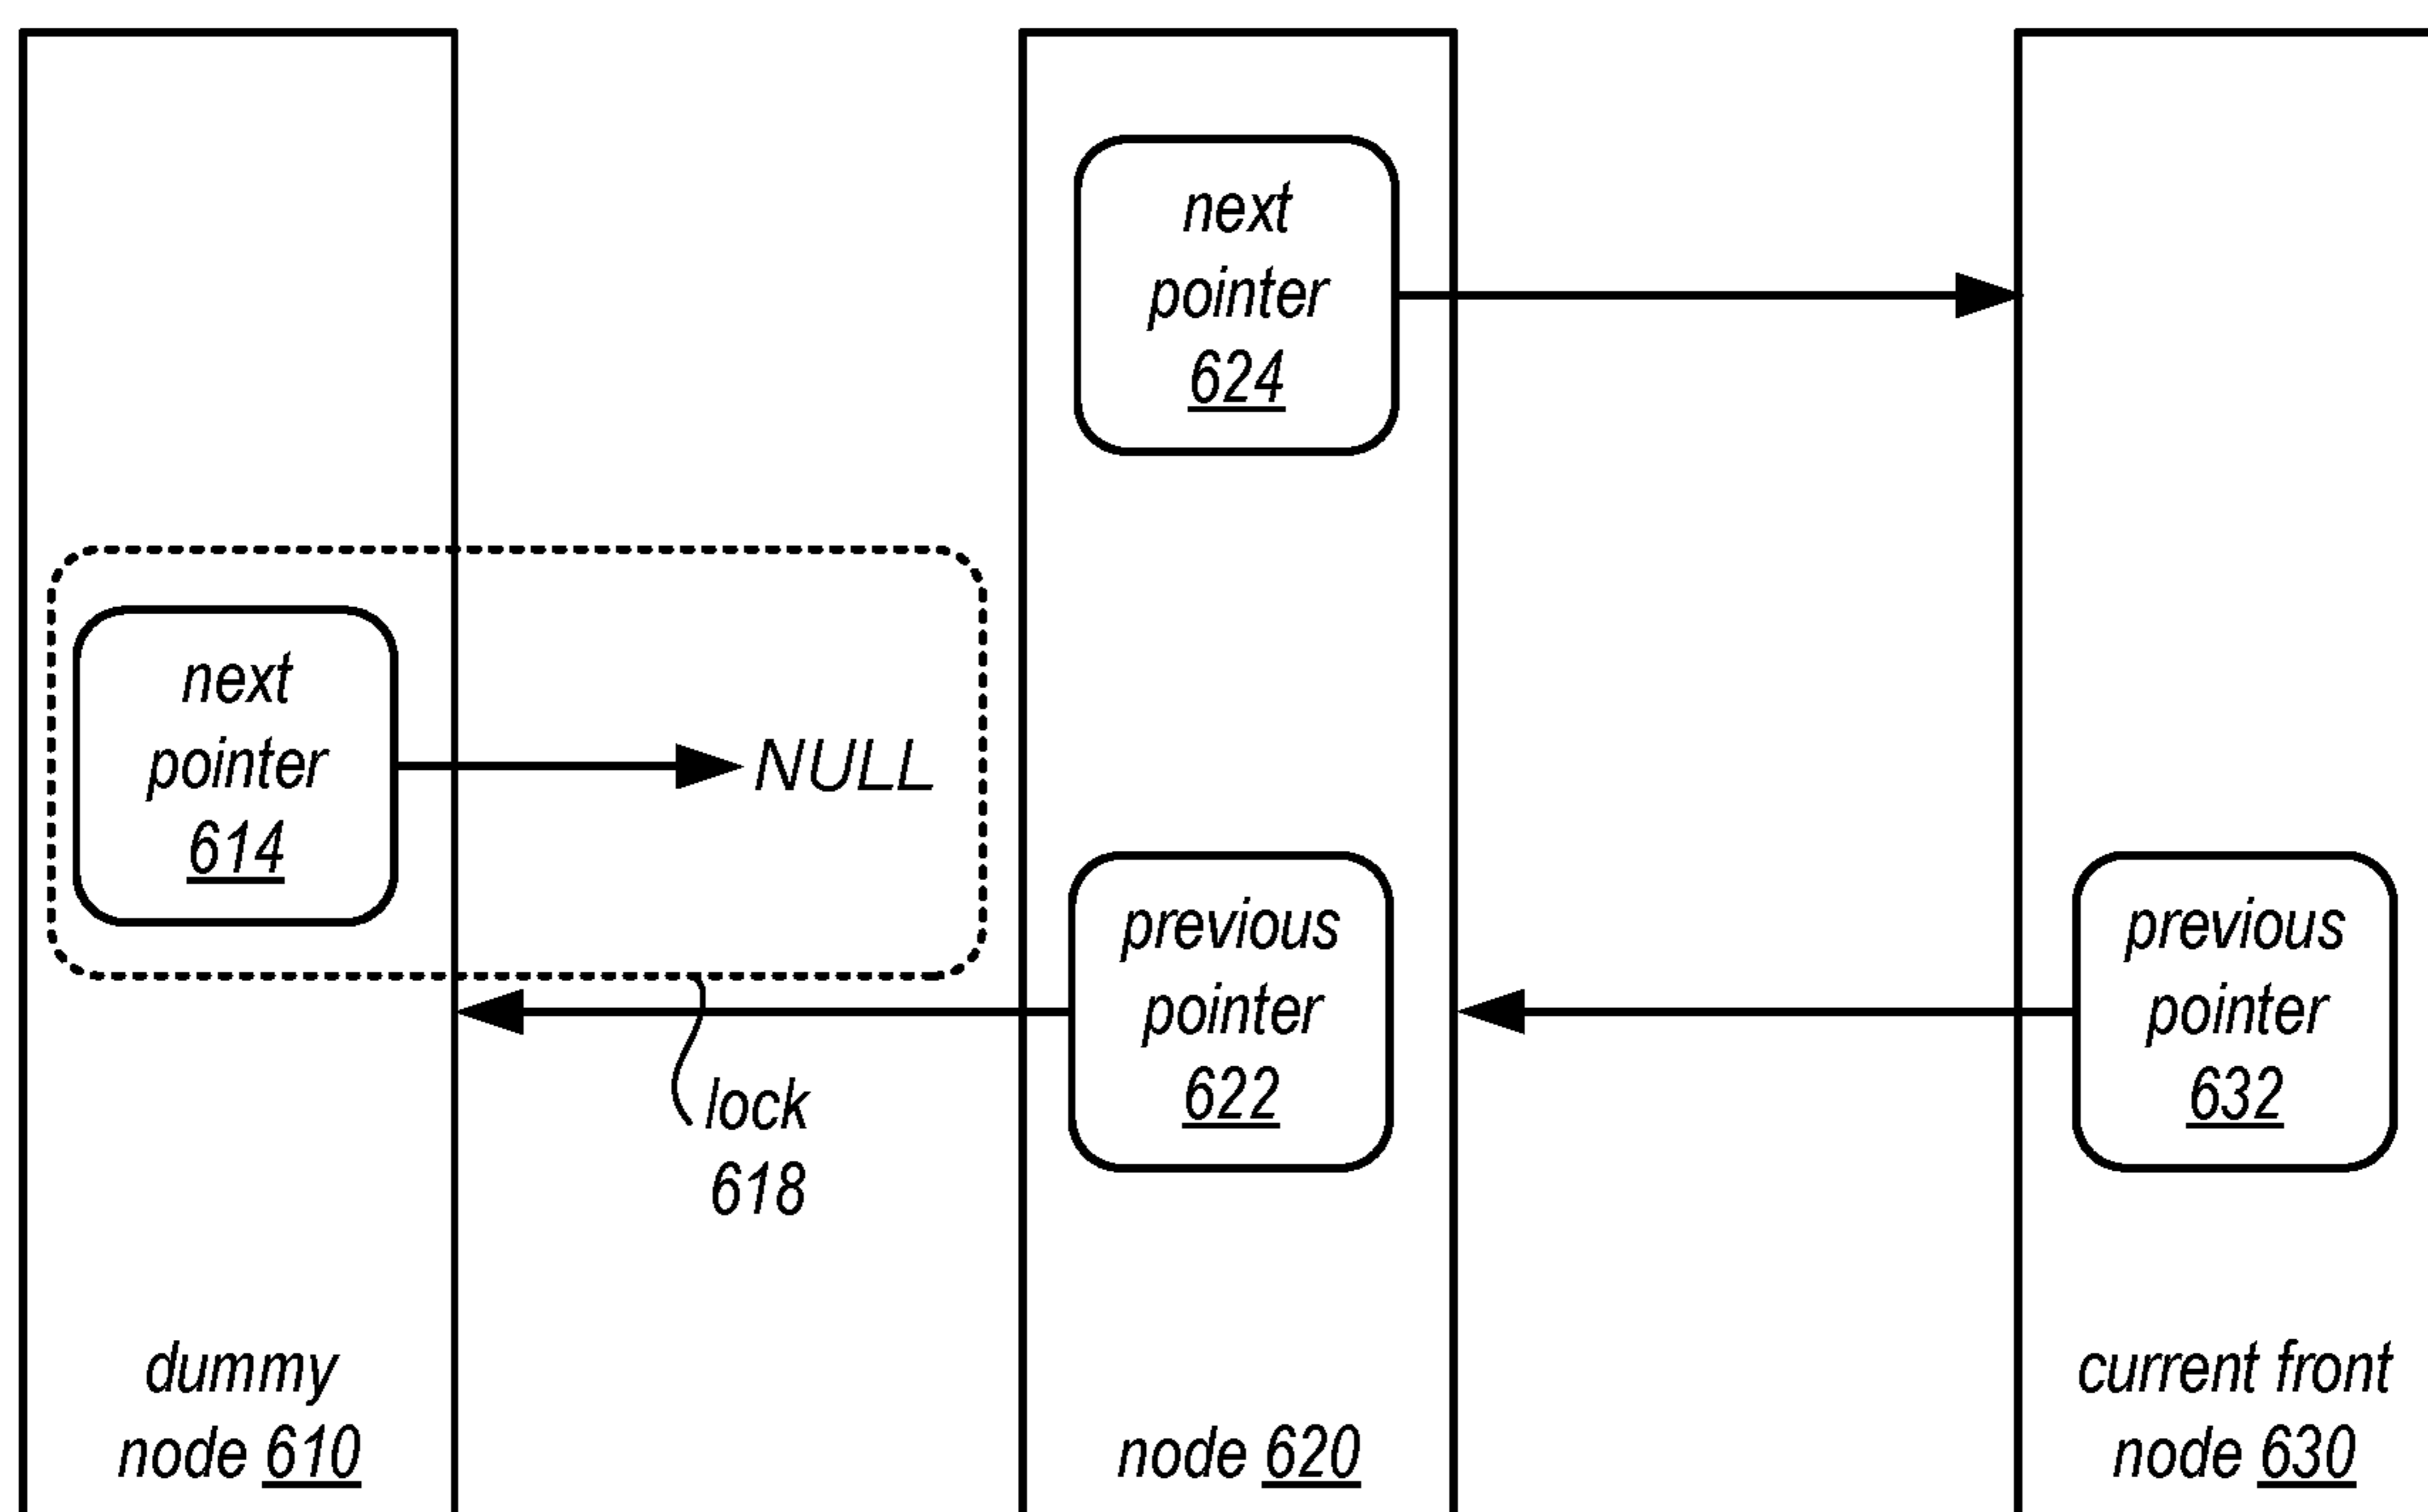 next
pointer
624
next
pointer
614
NULL
previous
pointer
622
previous
pointer
632
lock
618
dummy
node 610
node 620
current front
node 630